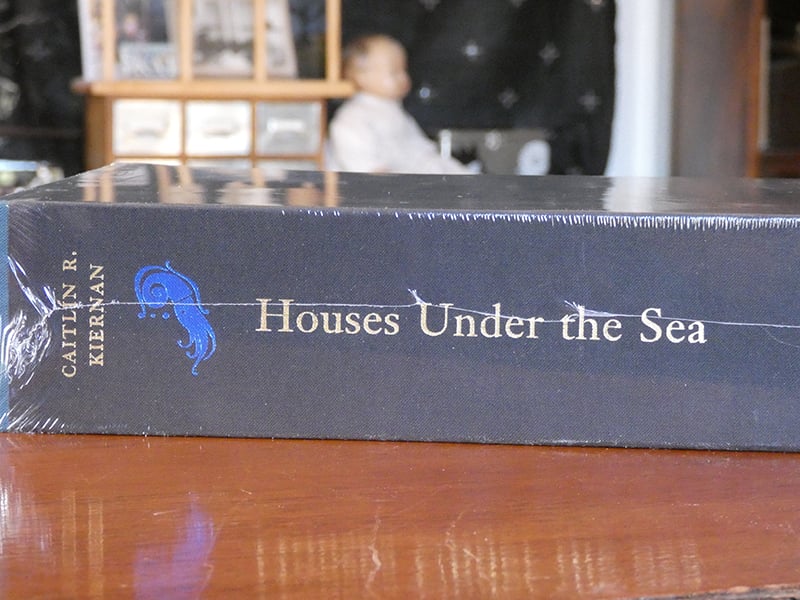 CAITLÍN R.
KIERNAN
Houses Under the Sea